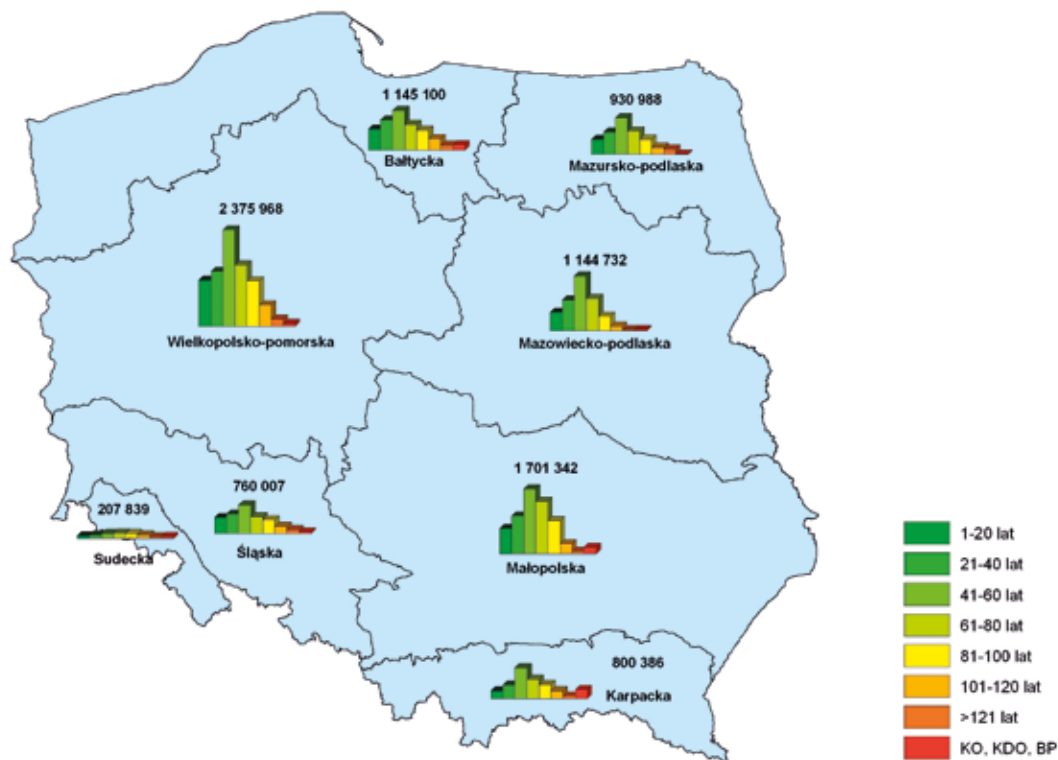 1 145 100
Bałtycka
930 988
Mazursko-podlaska
2 375 968
Wielkopolsko-pomorska
1 144 732
Mazowiecko-podlaska
207 839
Sudecka
760 007
Śląska
1 701 342
Małopolska
800 386
Karpacka
1-20 lat
21-40 lat
41-60 lat
61-80 lat
81-100 lat
101-120 lat
>121 lat
KO, KDO, BP